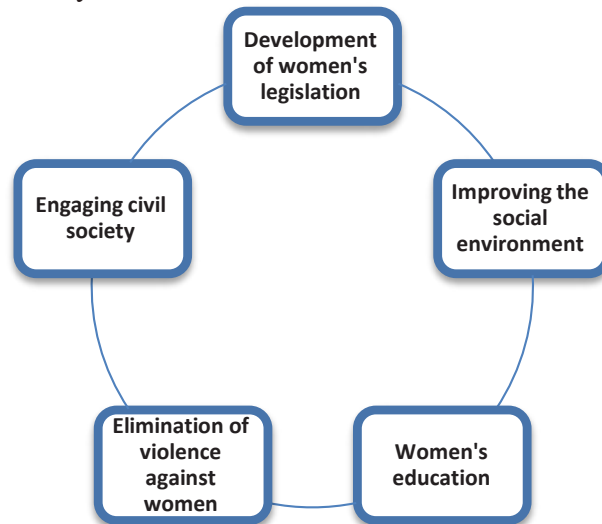 Development
of women's
legislation
Engaging civil
society
Improving the
social
environment
Elimination of
violence
against
women
Women's
education